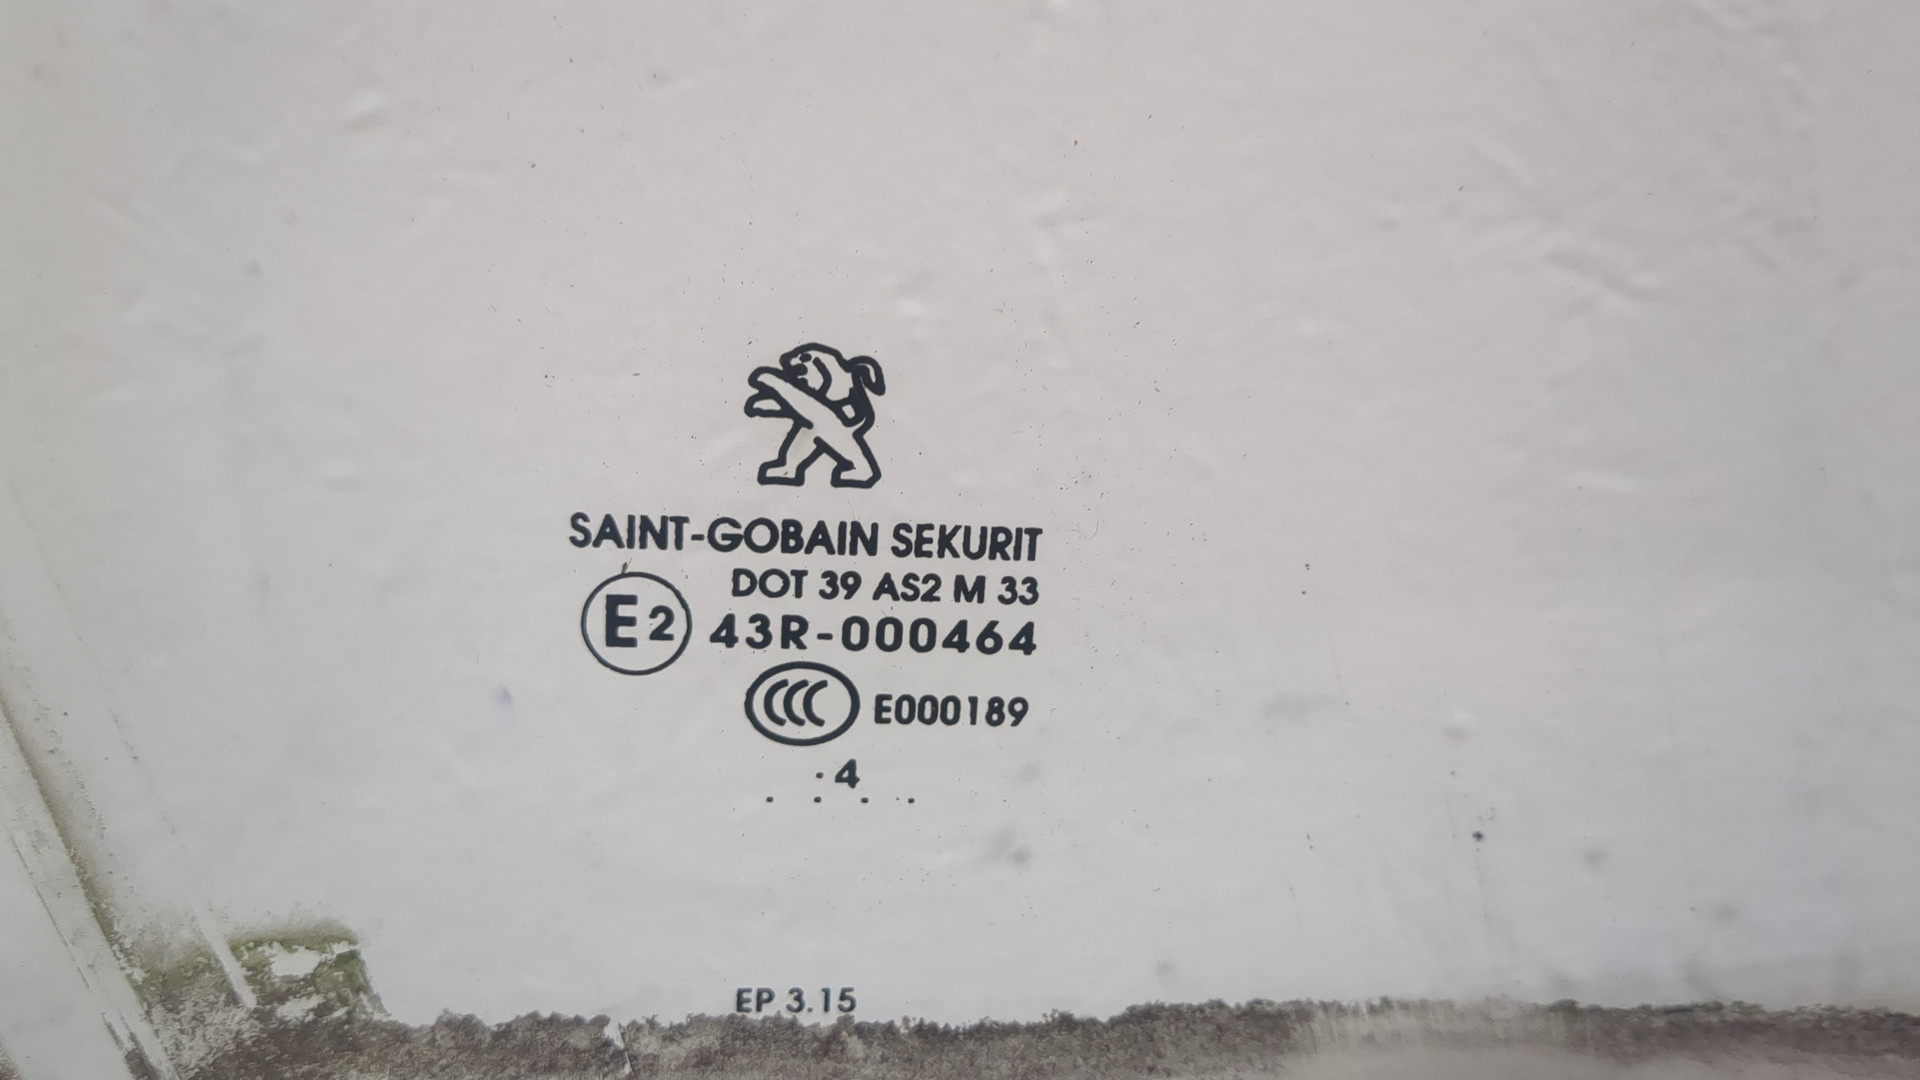 SAINT-GOBAIN SEKURIT
DOT 39 AS2 M 33
E2 43R-000464
CCC E000189
. 4
. . . ..
EP 3.15